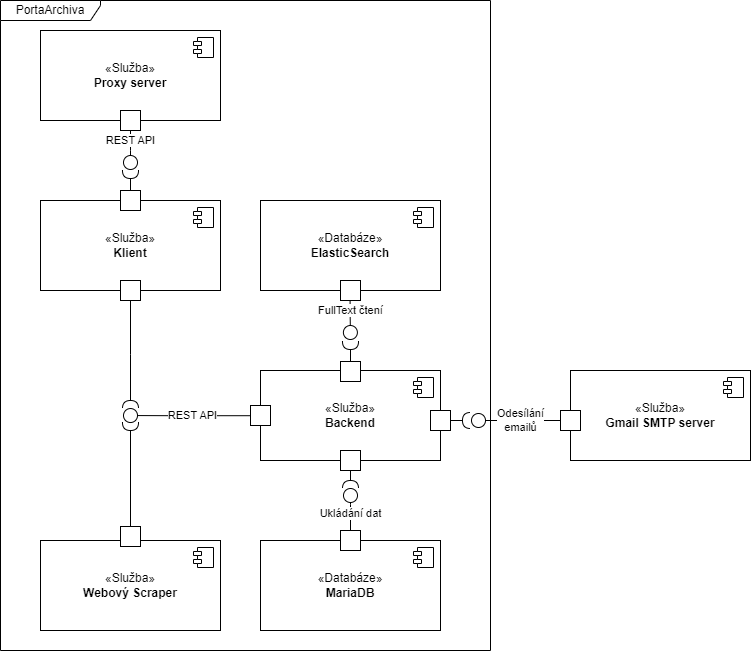 PortaArchiva
«Služba»
Proxy server
REST API
«Služba»
Klient
«Databáze»
ElasticSearch
FullText čtení
REST API
«Služba»
Backend
Odesílání
emailů
«Služba»
Gmail SMTP server
Ukládání dat
«Služba»
Webový Scraper
«Databáze»
MariaDB